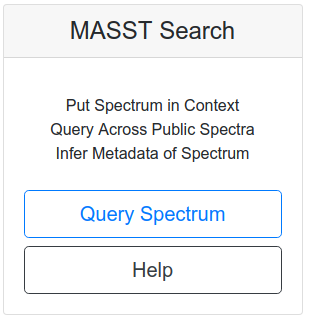 MASST Search
Put Spectrum in Context
Query Across Public Spectra
Infer Metadata of Spectrum
Query Spectrum
Help